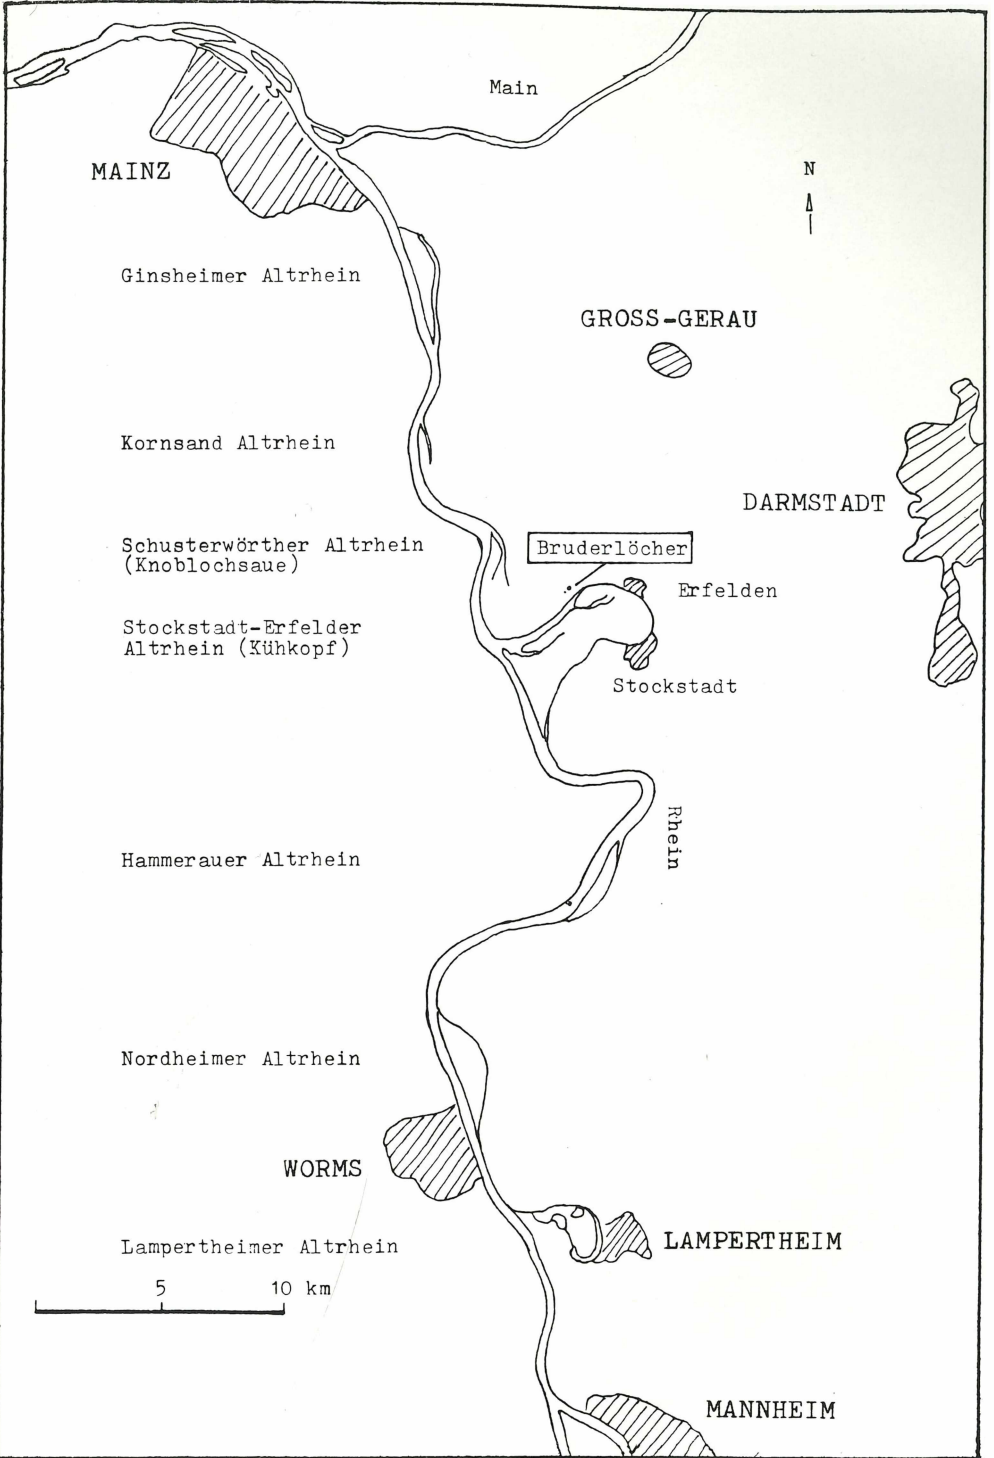 Main
N
MAINZ
Ginsheimer Altrhein
GROSS-GERAU
Kornsand Altrhein
DARMSTADT
Schusterwörther Altrhein
(Knoblochsaue)
Bruderlöcher
Erfelden
Stockstadt-Erfelder
Altrhein (Kühkopf)
Stockstadt
Rhein
Hammerauer Altrhein
Nordheimer Altrhein
WORMS
LAMPERTHEIM
Lampertheimer Altrhein
5 10 km
MANNHEIM